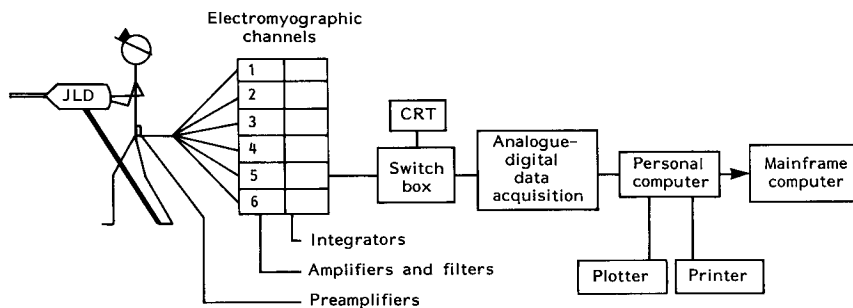 Electromyographic
channels
JLD
1
2
3
4
5
6
CRT
Switch
box
Analogue-
digital
data
acquisition
Personal
computer
Mainframe
computer
Plotter
Printer
Integrators
Amplifiers and filters
Preamplifiers